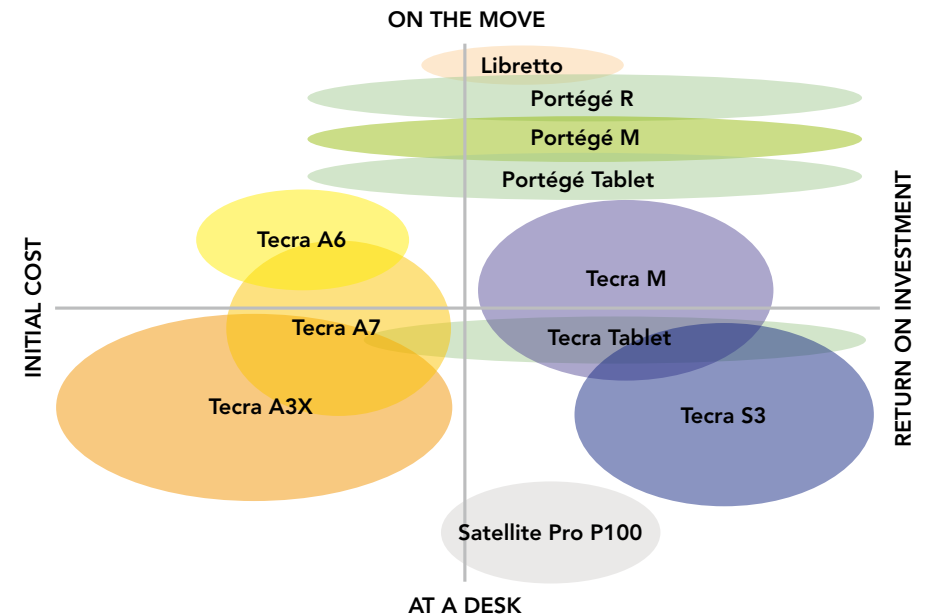 ON THE MOVE
Libretto
Portégé R
Portégé M
Portégé Tablet
Tecra A6
Tecra M
INITIAL COST
RETURN ON INVESTMENT
Tecra A7
Tecra Tablet
Tecra A3X
Tecra S3
Satellite Pro P100
AT A DESK